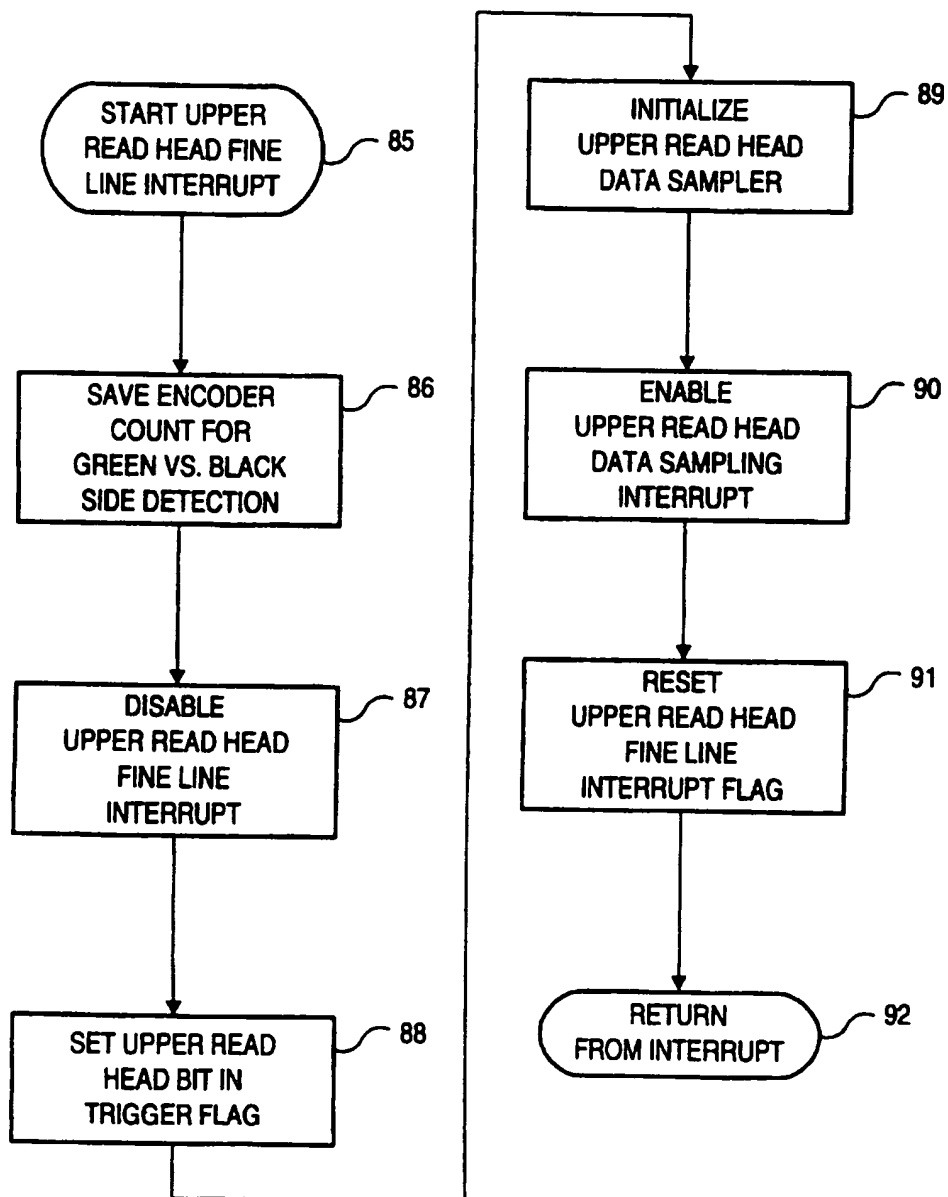 START UPPER
READ HEAD FINE
LINE INTERRUPT
85
SAVE ENCODER
COUNT FOR
GREEN VS. BLACK
SIDE DETECTION
86
DISABLE
UPPER READ HEAD
FINE LINE
INTERRUPT
87
SET UPPER READ
HEAD BIT IN
TRIGGER FLAG
88
INITIALIZE
UPPER READ HEAD
DATA SAMPLER
89
ENABLE
UPPER READ HEAD
DATA SAMPLING
INTERRUPT
90
RESET
UPPER READ HEAD
FINE LINE
INTERRUPT FLAG
91
RETURN
FROM INTERRUPT
92